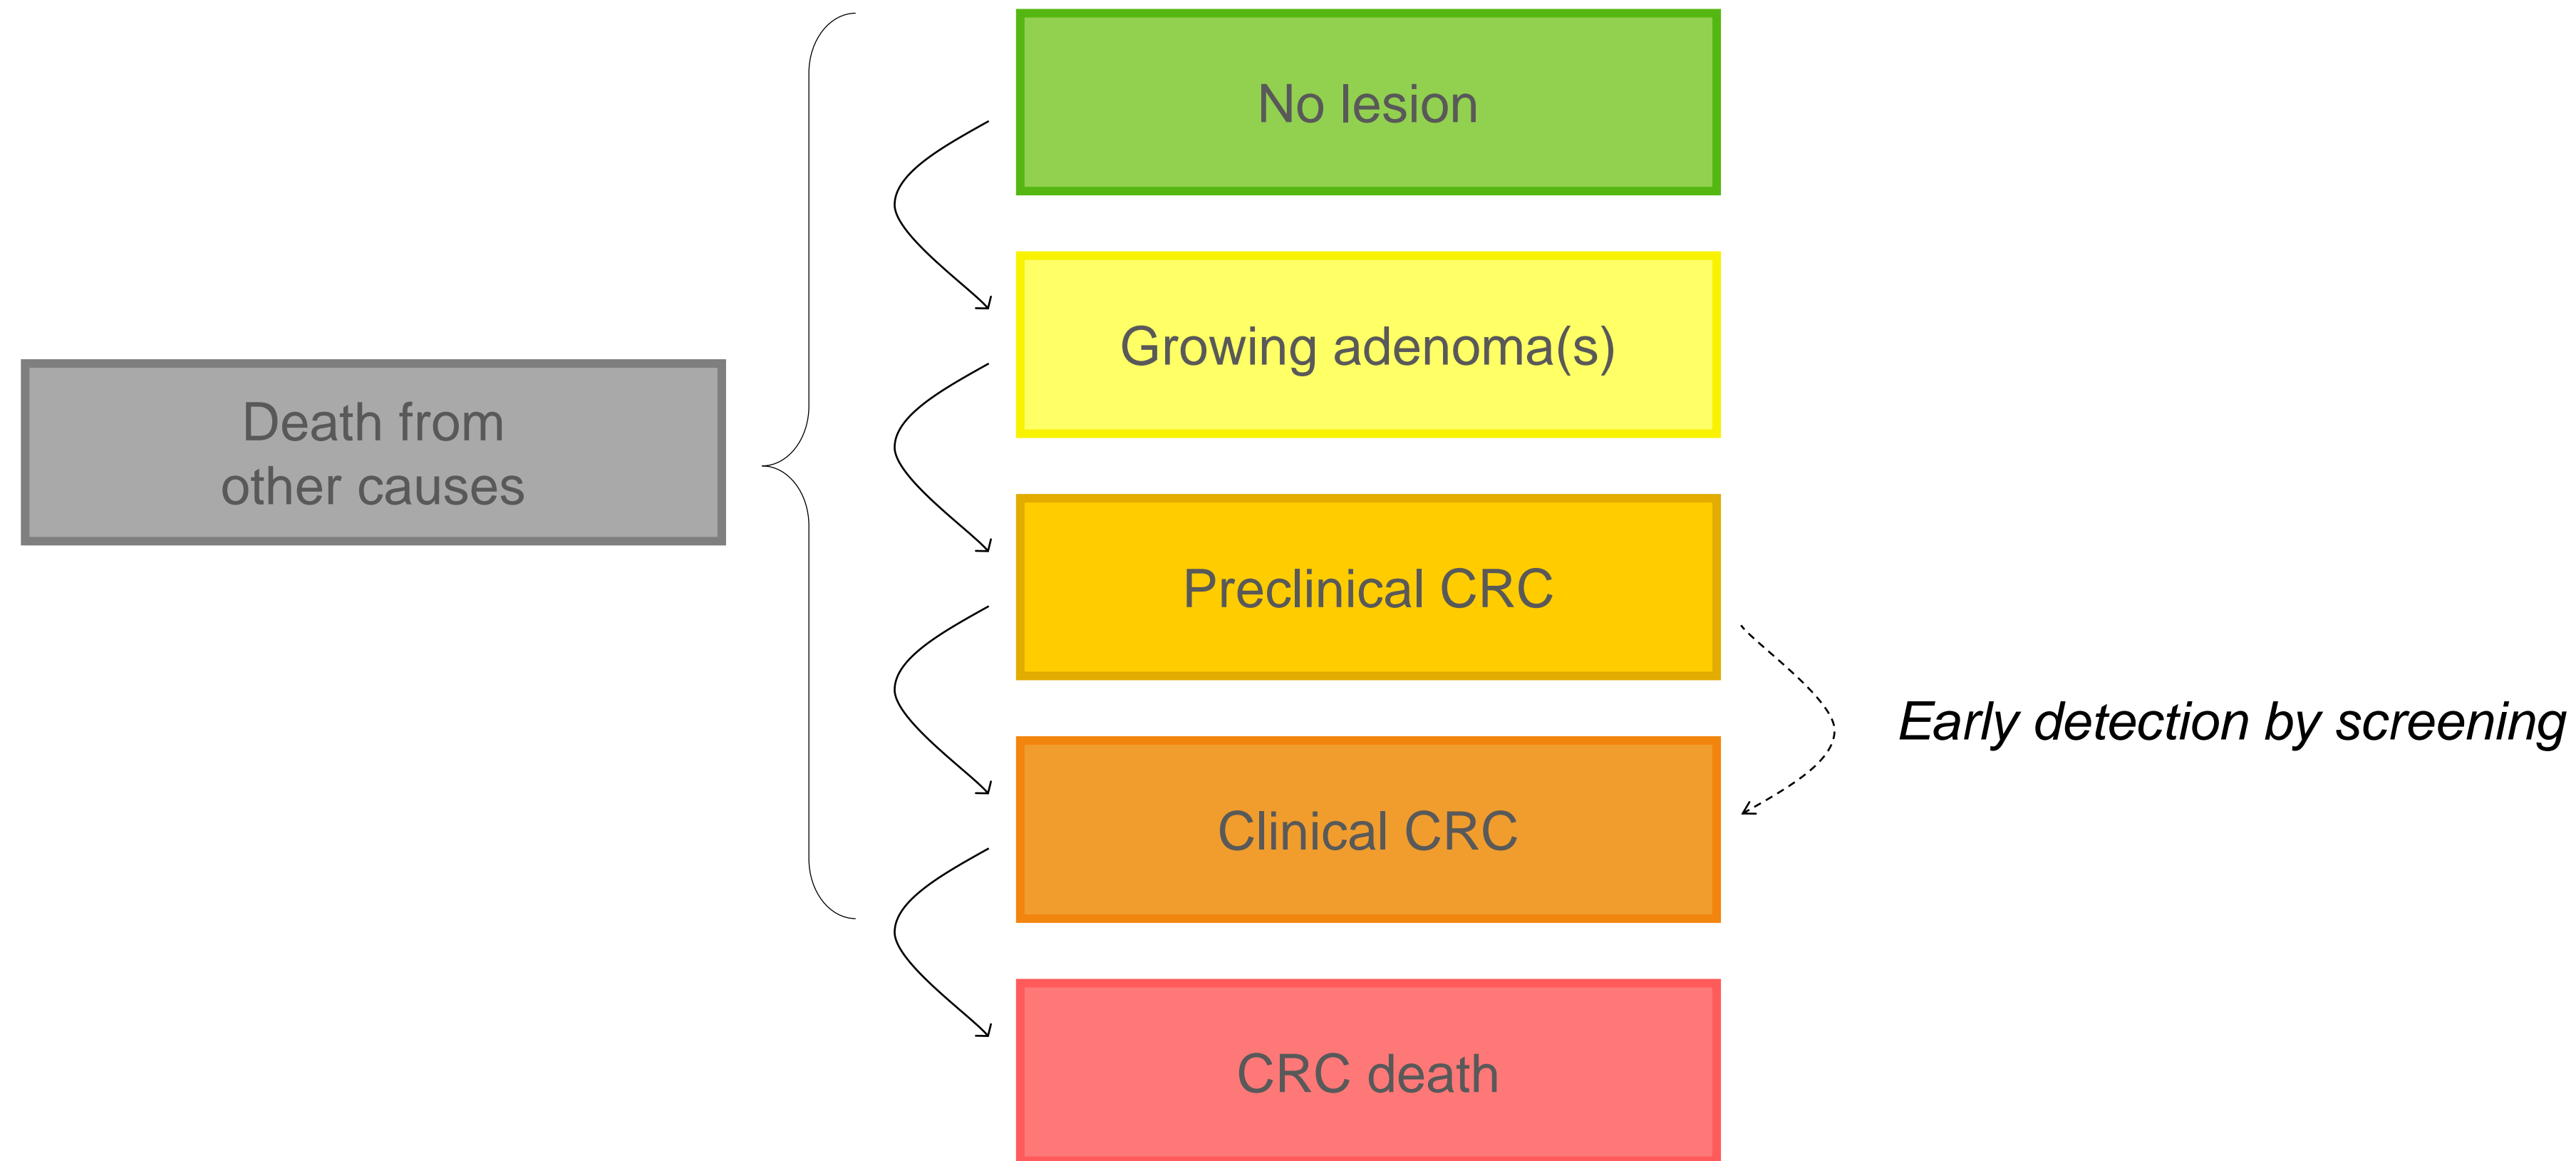 No lesion
Growing adenoma(s)
Death from
other causes
Preclinical CRC
Early detection by screening
Clinical CRC
CRC death